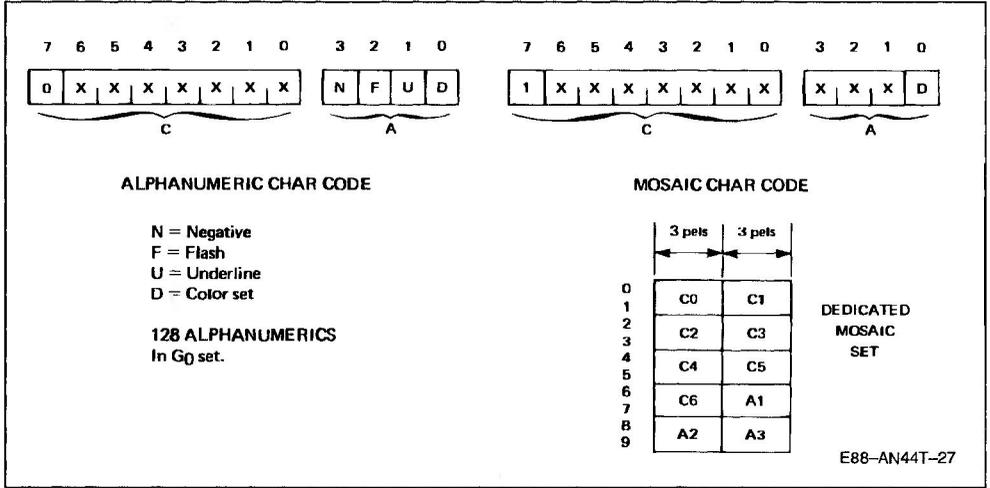 7 6 5 4 3 2 1 0
3 2 1 0
0 X X X X X X X
N F U D
C
A
ALPHANUMERIC CHAR CODE
N = Negative
F = Flash
U = Underline
D = Color set
128 ALPHANUMERICS
In G0 set.
7 6 5 4 3 2 1 0
3 2 1 0
1 X X X X X X X
X X X D
C
A
MOSAIC CHAR CODE
3 pels 3 pels
0
1
2
3
4
5
6
7
8
9
C0 C1
C2 C3
C4 C5
C6 A1
A2 A3
DEDICATED
MOSAIC
SET
E88-AN44T-27